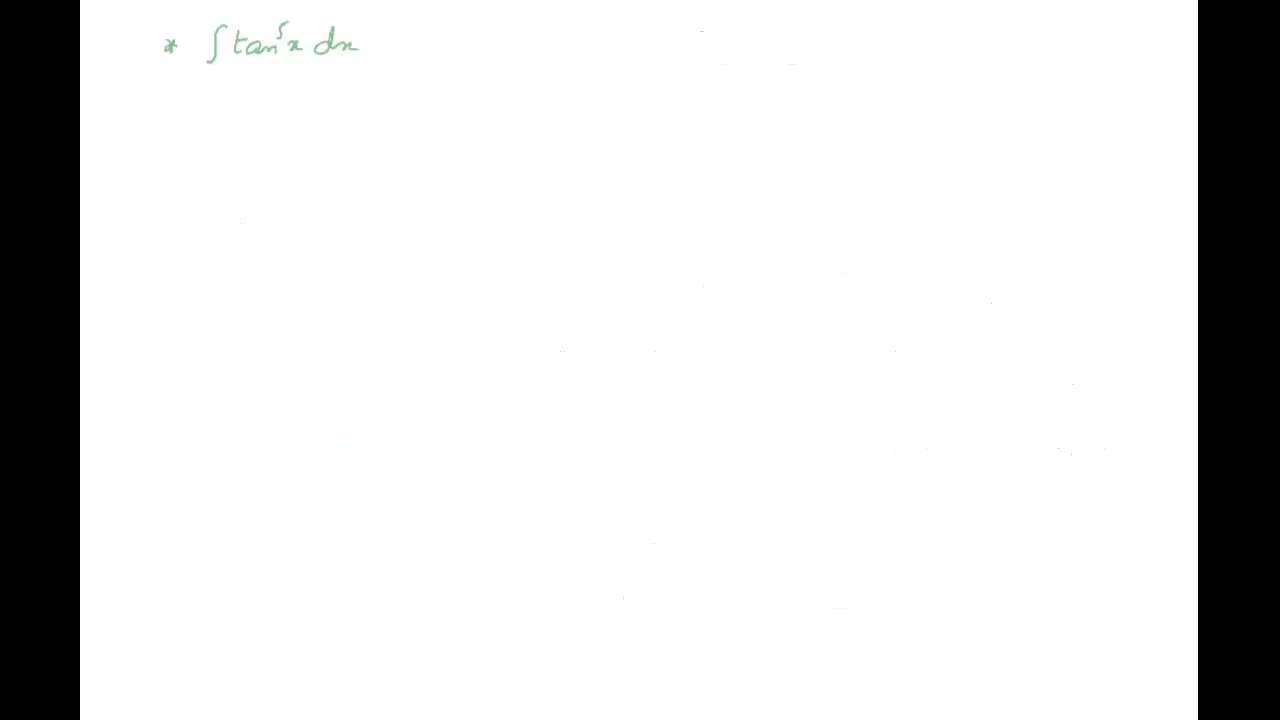 * ∫ tan⁵x dx